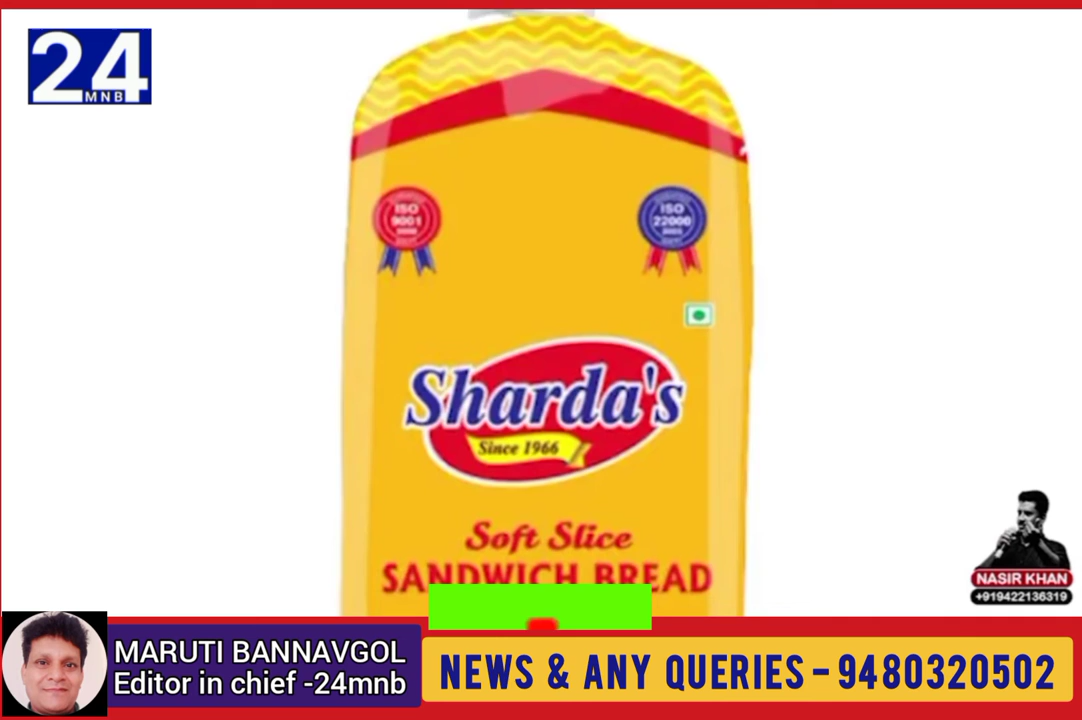 24
MNB
ISO
9001
ISO
22000
Sharda's
Since 1966
Soft Slice
SANDWICH BREAD
NASIR KHAN
+919422136319
MARUTI BANNAVGOL
Editor in chief -24mnb
NEWS & ANY QUERIES - 9480320502